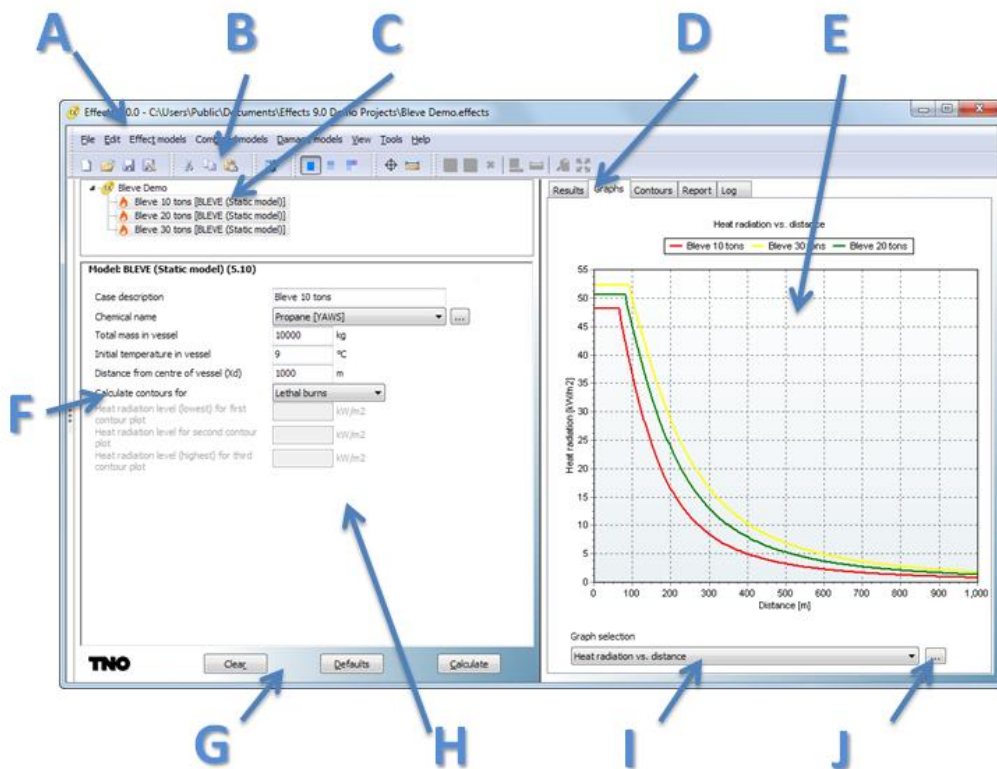 A B C D E
Effects 9.0.0 - C:\Users\Public\Documents\Effects 9.0 Demo Projects\Bleve Demo.effects
File Edit Effect models models Damage models View Tools Help
Bleve Demo
Bleve 10 tons [BLEVE (Static model)]
Bleve 20 tons [BLEVE (Static model)]
Bleve 30 tons [BLEVE (Static model)]
Model: BLEVE (Static model) (5.10)
Case description Bleve 10 tons
Chemical name Propane [YAWS] ...
Total mass in vessel 10000 kg
Initial temperature in vessel 9 °C
Distance from centre of vessel (Xd) 1000 m
Calculate contours for Lethal burns
Heat radiation level (lowest) for first contour plot kW/m2
Heat radiation level for second contour plot kW/m2
Heat radiation level (highest) for third contour plot kW/m2
F
TNO Clear Defaults Calculate
Results Graphs Contours Report Log
Heat radiation vs. distance
Bleve 10 tons Bleve 30 tons Bleve 20 tons
Heat radiation [kW/m2]
55
50
45
40
35
30
25
20
15
10
5
0
0 100 200 300 400 500 600 700 800 900 1,000
Distance [m]
Graph selection
Heat radiation vs. distance ...
G H I J